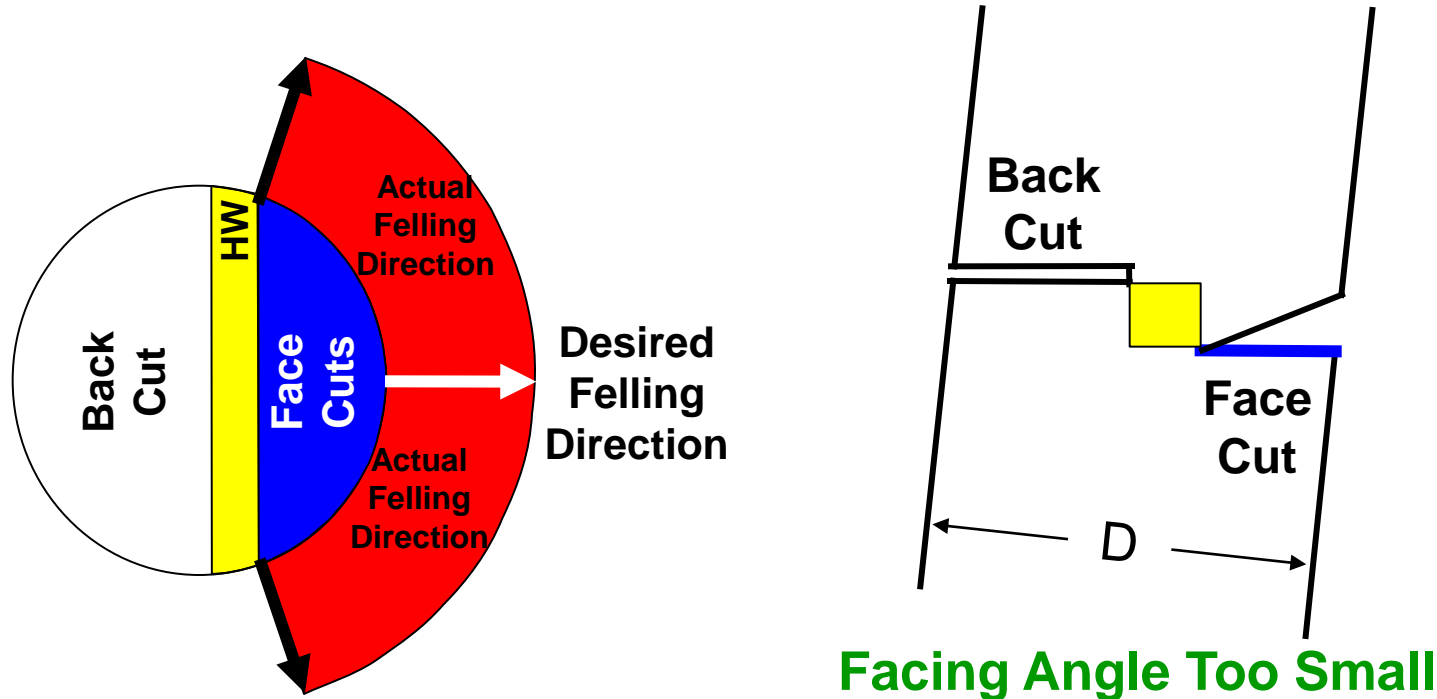 Back
Cut
HW
Face
Cuts
Actual
Felling
Direction
Actual
Felling
Direction
Desired
Felling
Direction
Back
Cut
Face
Cut
D
Facing Angle Too Small